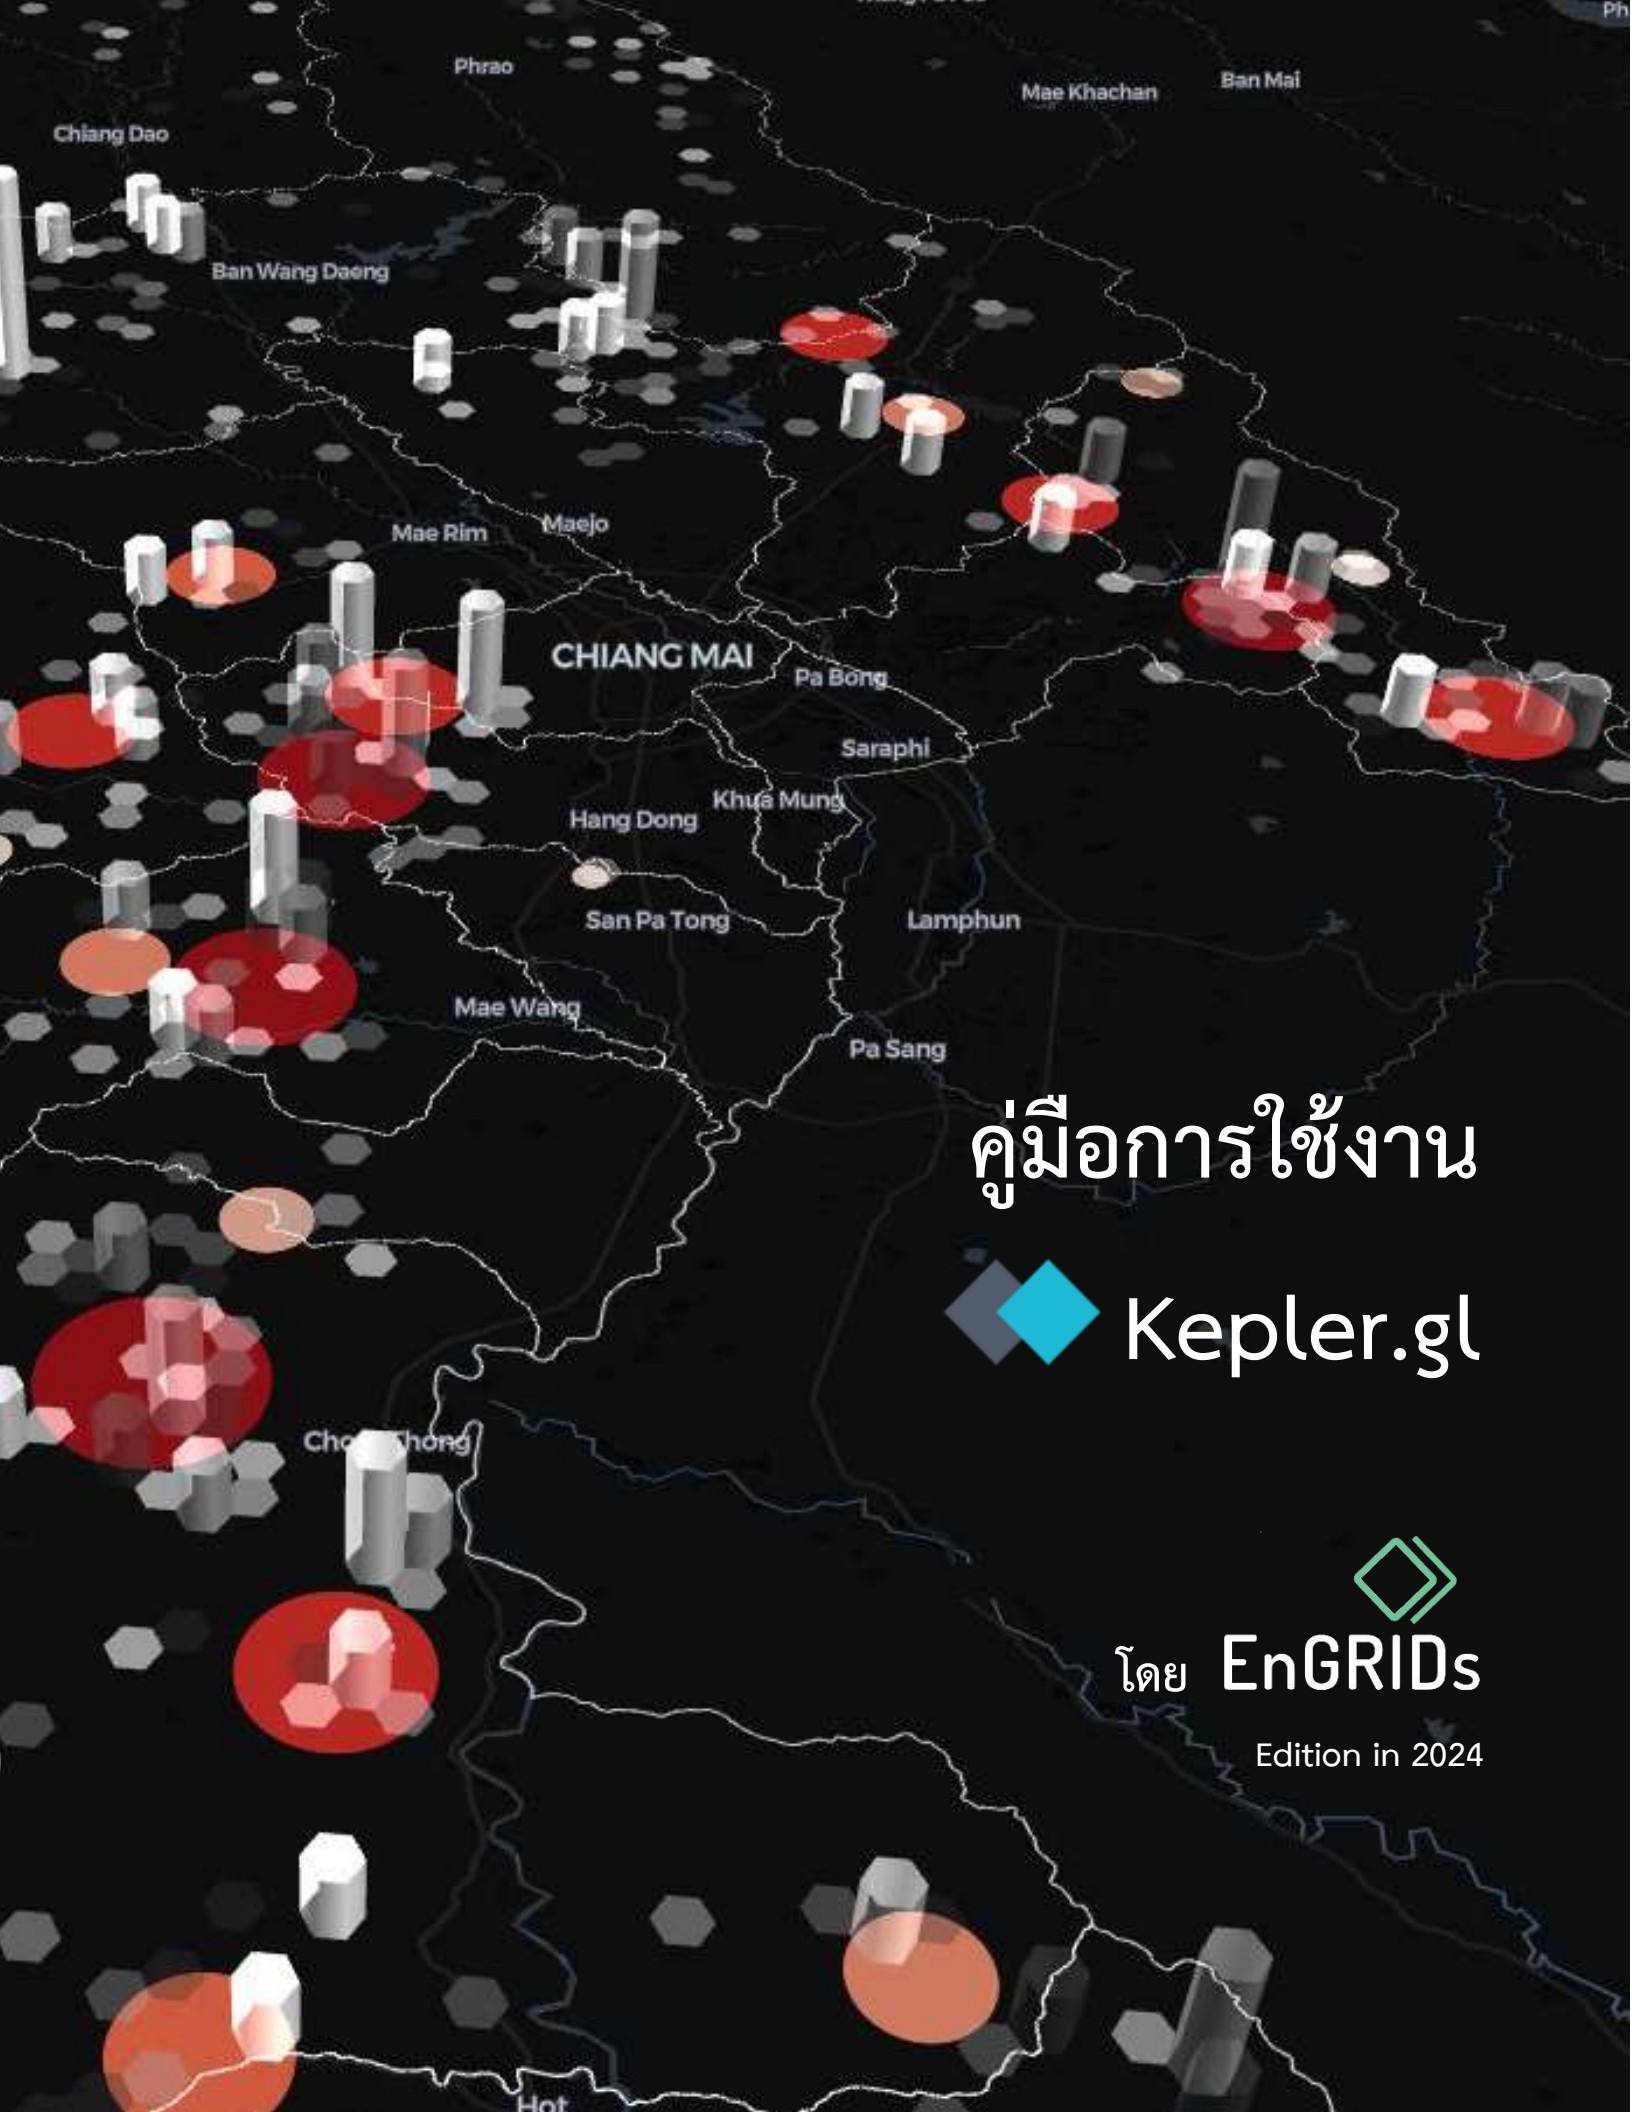 Phrao
Mae Khachan
Ban Mai
Chiang Dao
Ban Wang Daeng
Mae Rim
Maejo
CHIANG MAI
Pa Bong
Saraphi
Khua Mung
Hang Dong
San Pa Tong
Lamphun
Mae Wang
Pa Sang
คู่มือการใช้งาน
Kepler.gl
Thong
โดย EnGRIDs
Edition in 2024
Hot